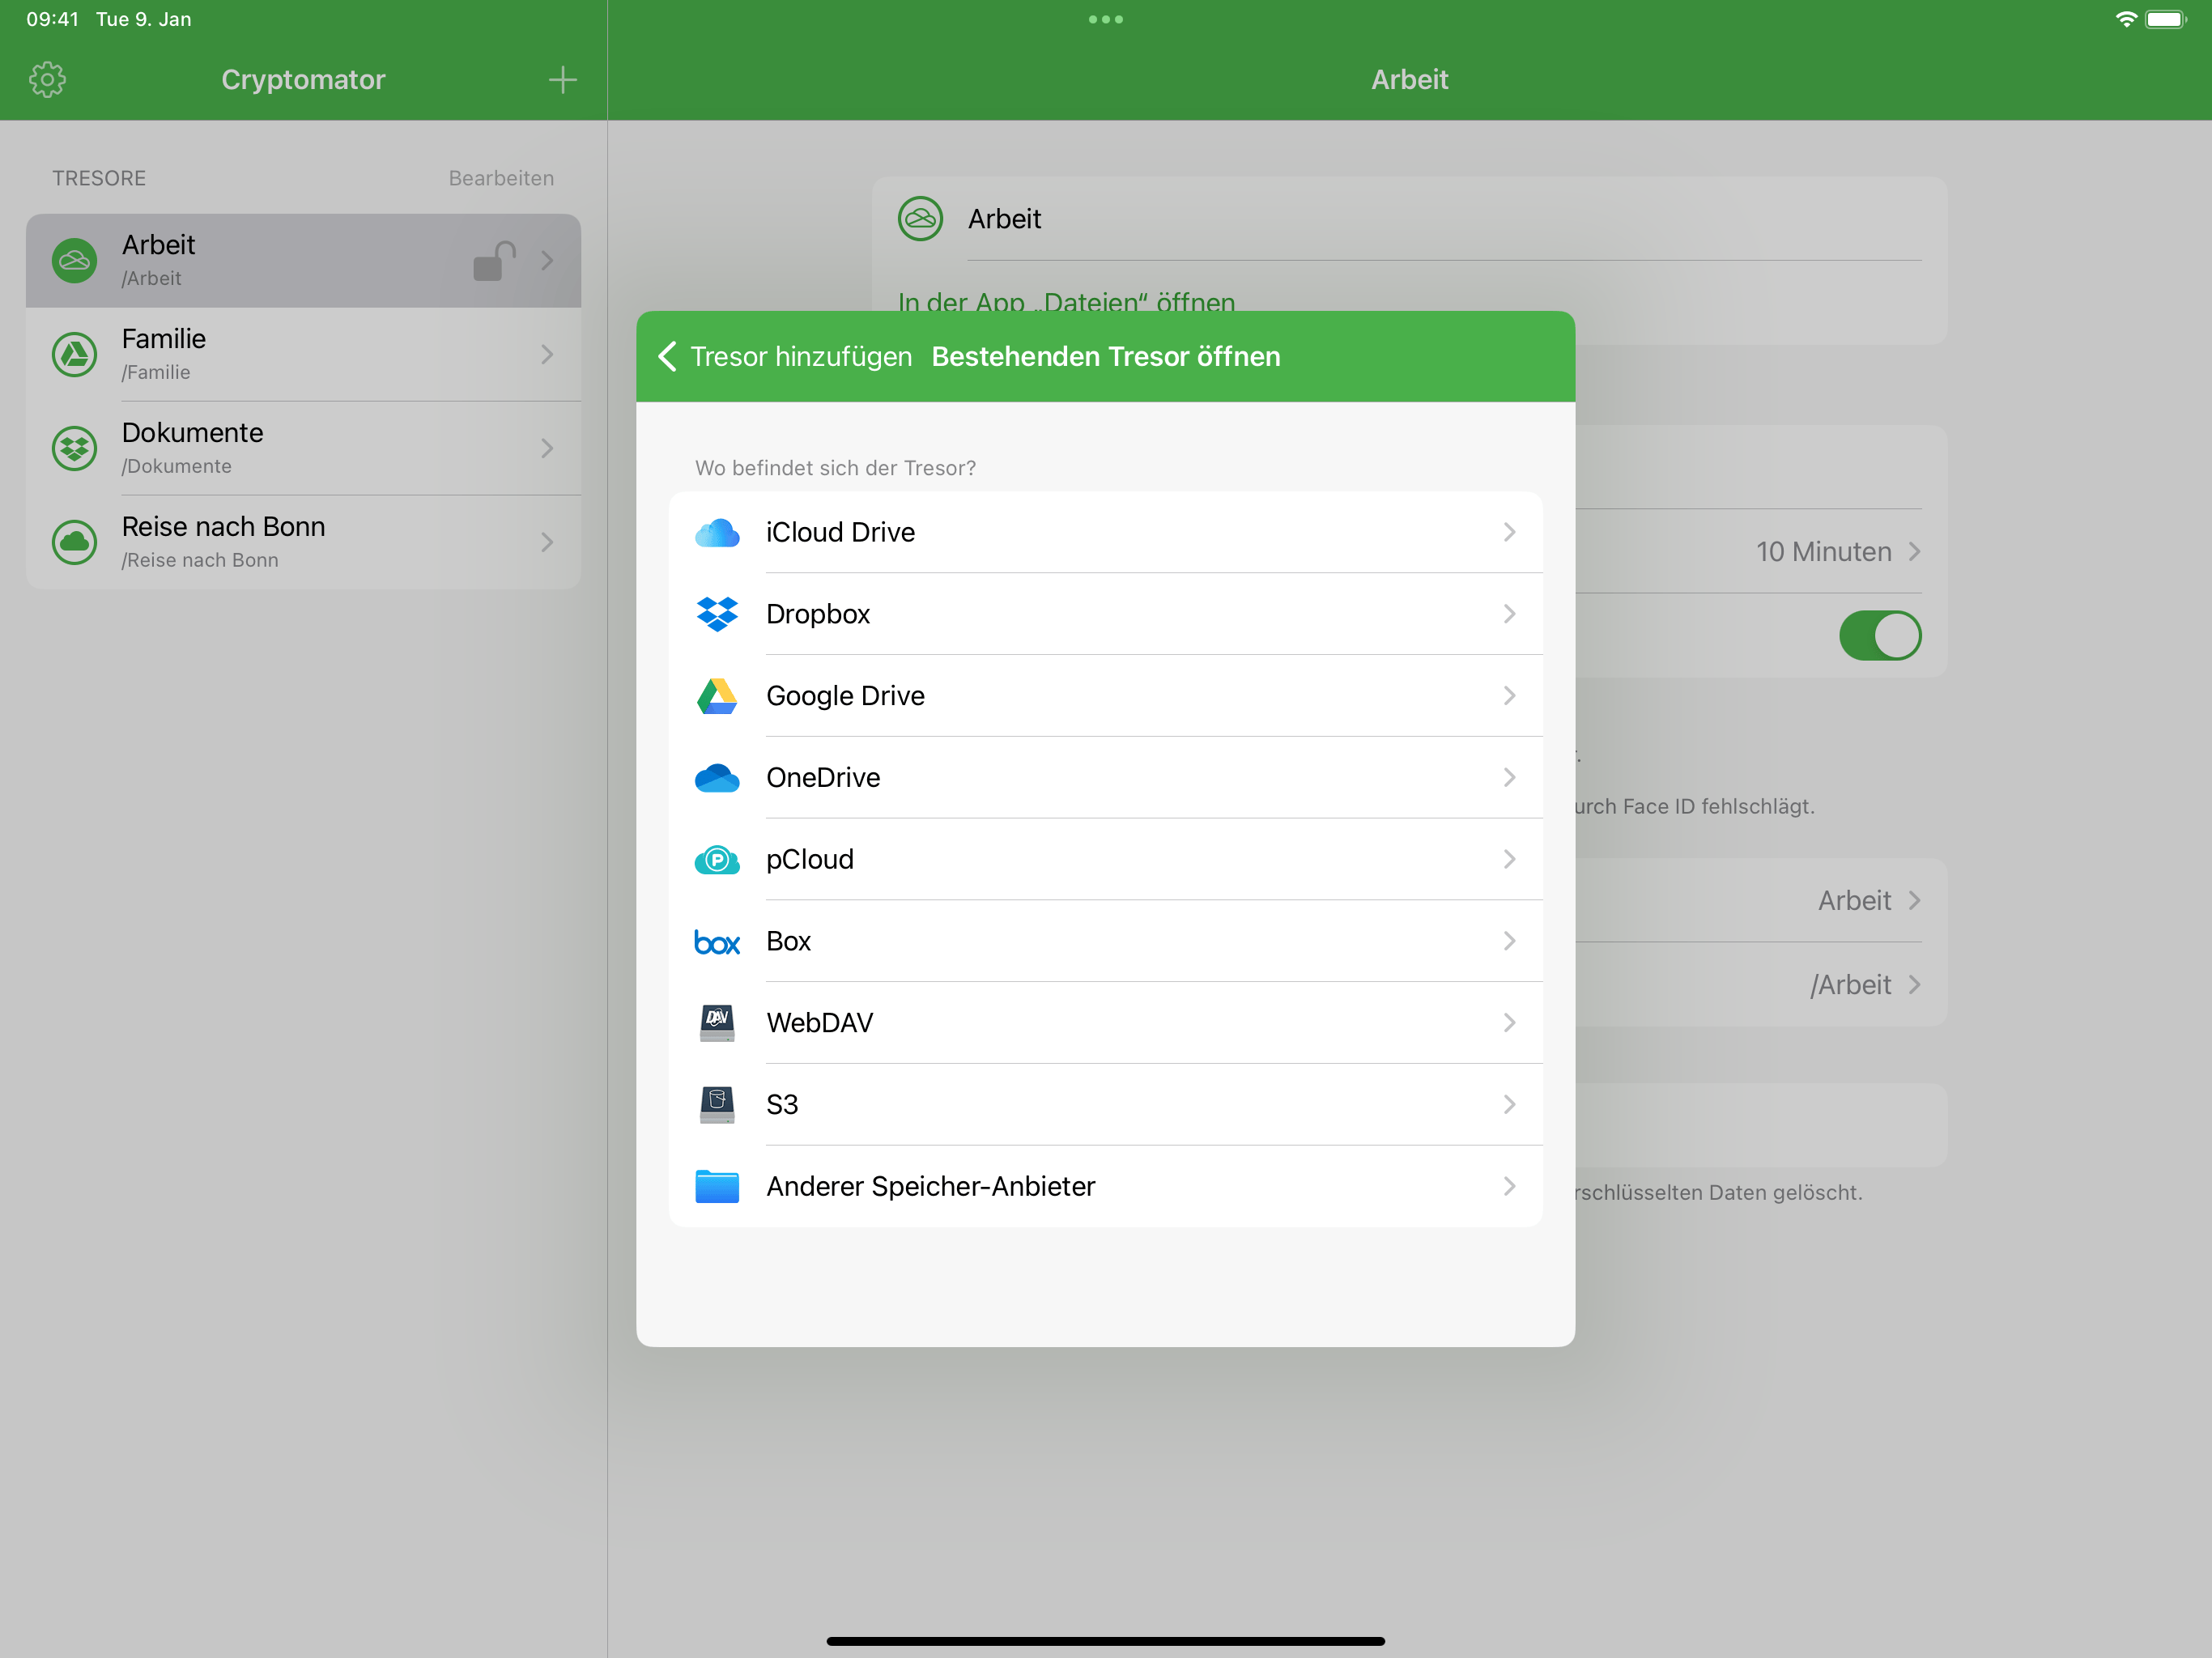 09:41 Tue 9. Jan
Cryptomator
Arbeit
TRESORE
Bearbeiten
Arbeit
/Arbeit
Familie
/Familie
Dokumente
/Dokumente
Reise nach Bonn
/Reise nach Bonn
Arbeit
In der App „Dateien“ öffnen
Tresor hinzufügen Bestehenden Tresor öffnen
Wo befindet sich der Tresor?
iCloud Drive
Dropbox
Google Drive
OneDrive
pCloud
box Box
DAV WebDAV
S3
Anderer Speicher-Anbieter
10 Minuten
Face ID fehlschlägt.
Arbeit
/Arbeit
Daten gelöscht.